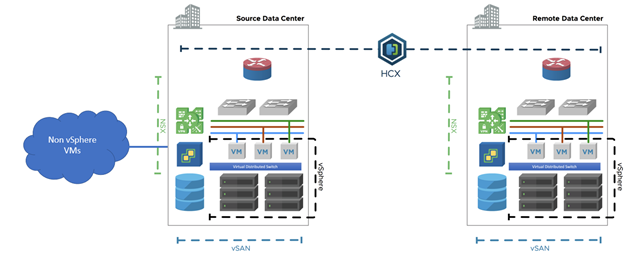 Source Data Center
Remote Data Center
HCX
NSX
NSX
Non vSphere
VMs
VM
VM
VM
VM
VM
VM
vSphere
vSphere
Virtual Distributed Switch
Virtual Distributed Switch
vSAN
vSAN